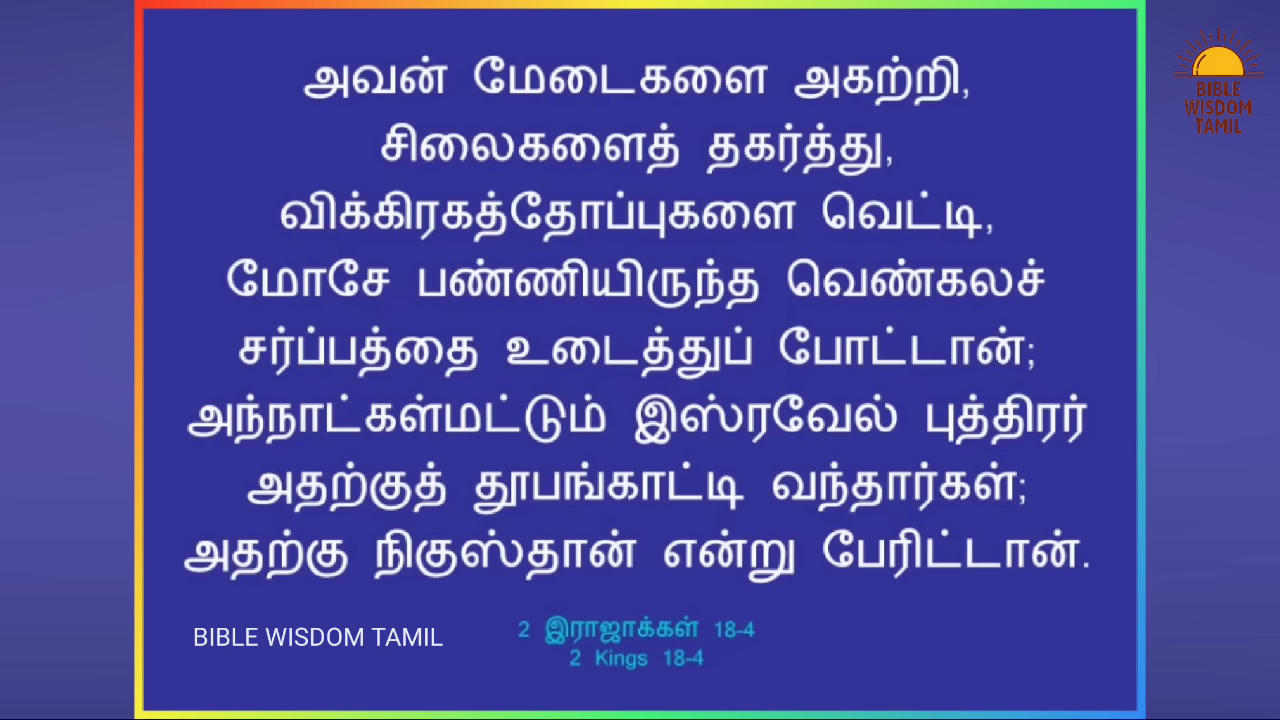 அவன் மேடைகளை அகற்றி,
சிலைகளைத் தகர்த்து,
விக்கிரகத்தோப்புகளை வெட்டி,
மோசே பண்ணியிருந்த வெண்கலச்
சர்ப்பத்தை உடைத்துப் போட்டான்;
அந்நாட்கள்மட்டும் இஸ்ரவேல் புத்திரர்
அதற்குத் தூபங்காட்டி வந்தார்கள்;
அதற்கு நிகுஸ்தான் என்று பேரிட்டான்.
BIBLE WISDOM TAMIL
2 இராஜாக்கள் 18-4
2 Kings 18-4
BIBLE
WISDOM
TAMIL